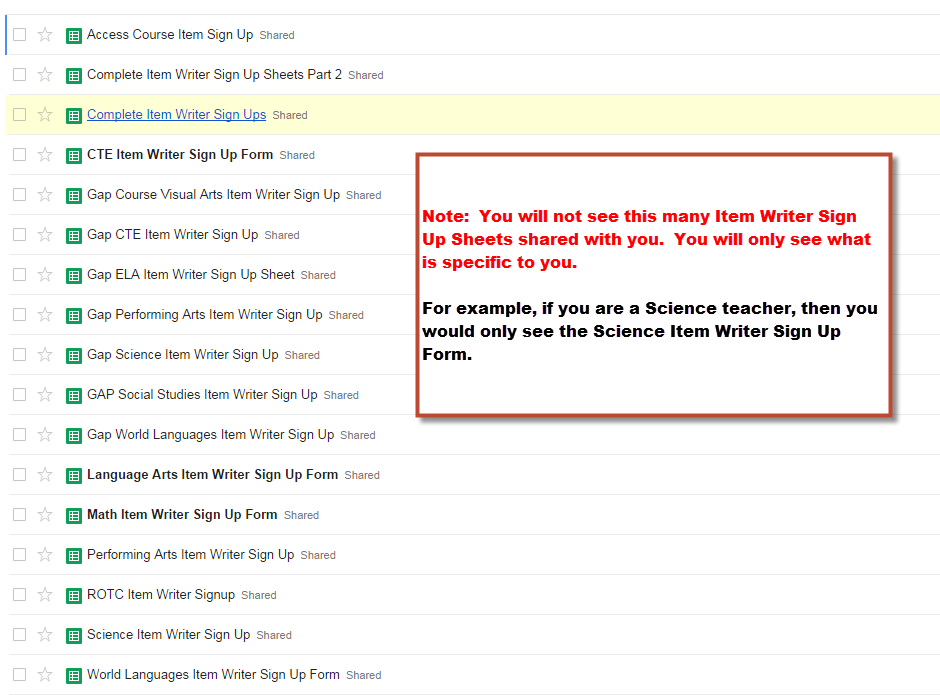 Access Course Item Sign Up Shared
Complete Item Writer Sign Up Sheets Part 2 Shared
Complete Item Writer Sign Ups Shared
CTE Item Writer Sign Up Form Shared
Gap Course Visual Arts Item Writer Sign Up Shared
Gap CTE Item Writer Sign Up Shared
Gap ELA Item Writer Sign Up Sheet Shared
Gap Performing Arts Item Writer Sign Up Shared
Gap Science Item Writer Sign Up Shared
GAP Social Studies Item Writer Sign Up Shared
Gap World Languages Item Writer Sign Up Shared
Language Arts Item Writer Sign Up Form Shared
Math Item Writer Sign Up Form Shared
Performing Arts Item Writer Sign Up Shared
ROTC Item Writer Signup Shared
Science Item Writer Sign Up Shared
World Languages Item Writer Sign Up Form Shared
Note:  You will not see this many Item Writer Sign
Up Sheets shared with you.  You will only see what
is specific to you.
For example, if you are a Science teacher, then you
would only see the Science Item Writer Sign Up
Form.